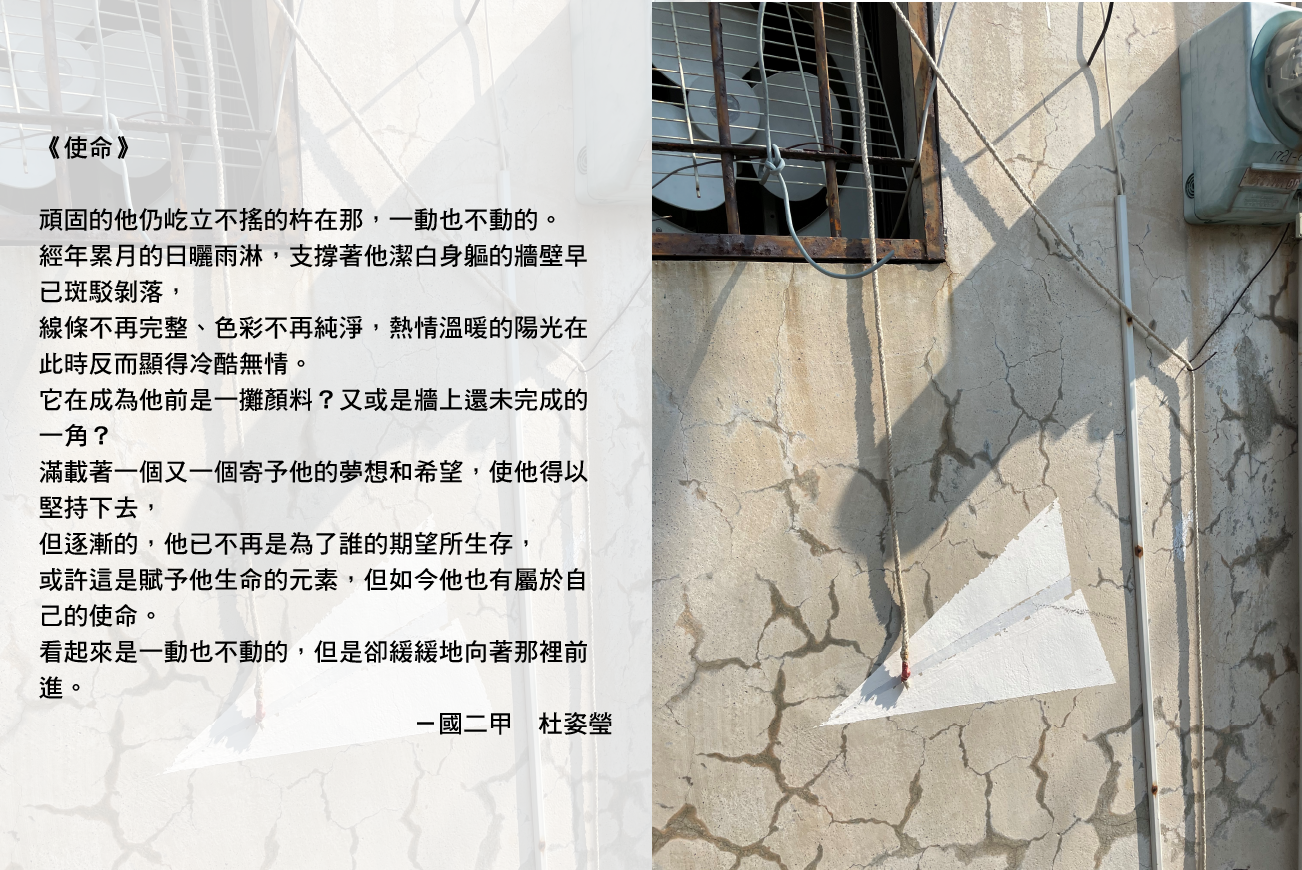 《使命》
頑固的他仍屹立不搖的杵在那，一動也不動的。
經年累月的日曬雨淋，支撐著他潔白身軀的牆壁早
已斑駁剝落，
線條不再完整、色彩不再純淨，熱情溫暖的陽光在
此時反而顯得冷酷無情。
它在成為他前是一攤顏料？又或是牆上還未完成的
一角？
滿載著一個又一個寄予他的夢想和希望，使他得以
堅持下去，
但逐漸的，他已不再是為了誰的期望所生存，
或許這是賦予他生命的元素，但如今他也有屬於自
己的使命。
看起來是一動也不動的，但是卻緩緩地向著那裡前
進。
－國二甲　杜姿瑩